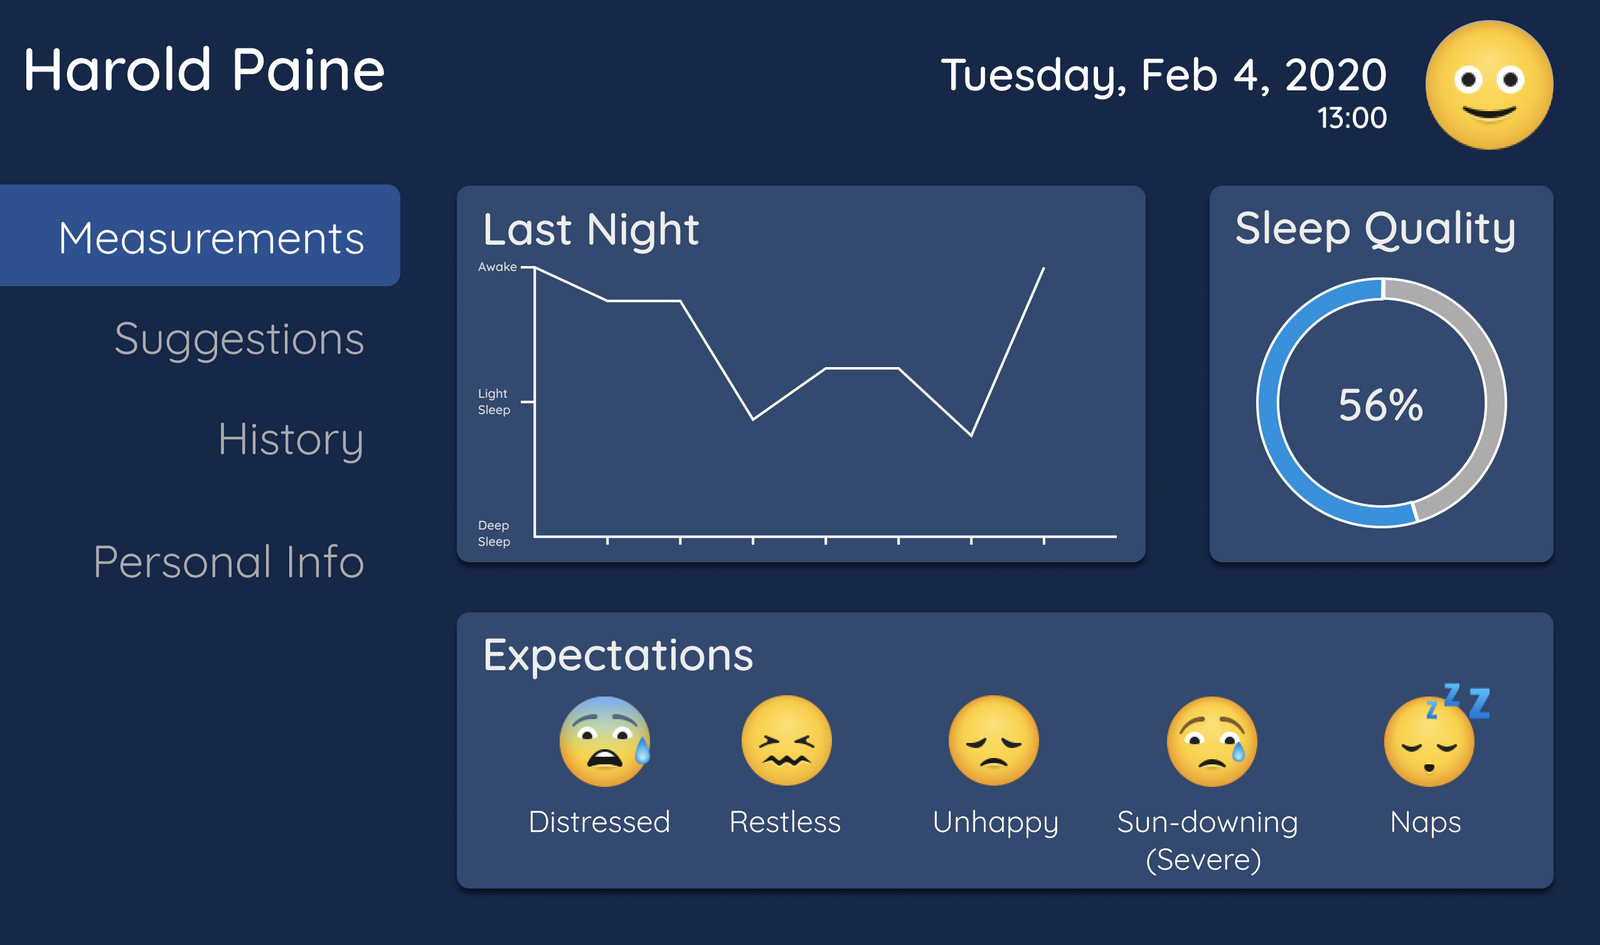 Harold Paine
Tuesday, Feb 4, 2020
13:00
Measurements
Suggestions
History
Personal Info
Last Night
Awake
Light
Sleep
Deep
Sleep
Sleep Quality
56%
Expectations
Distressed
Restless
Unhappy
Sun-downing
(Severe)
Naps